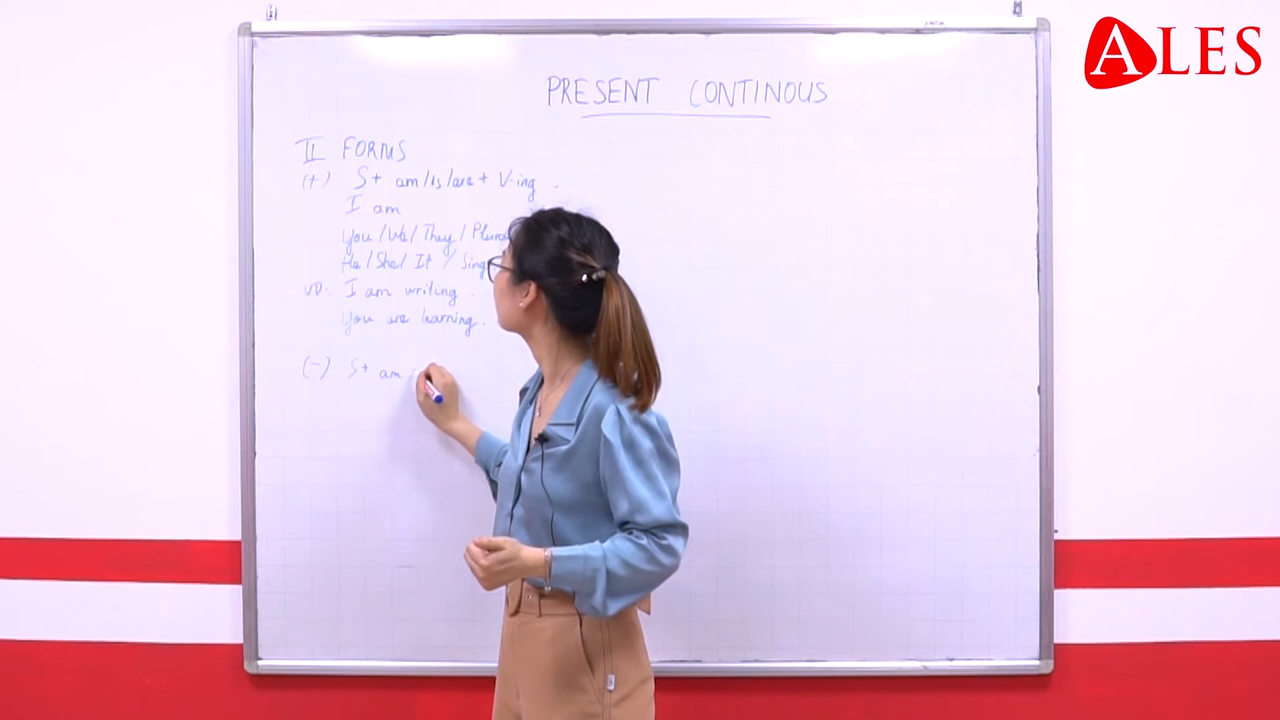 ALES
PRESENT CONTINOUS
II FORMS
(+) S+ am/is/are + V-ing.
I am
You/We/They/Plura
He/She/It/Sing
VD: I am writing.
You are learning.
(-) S+ am